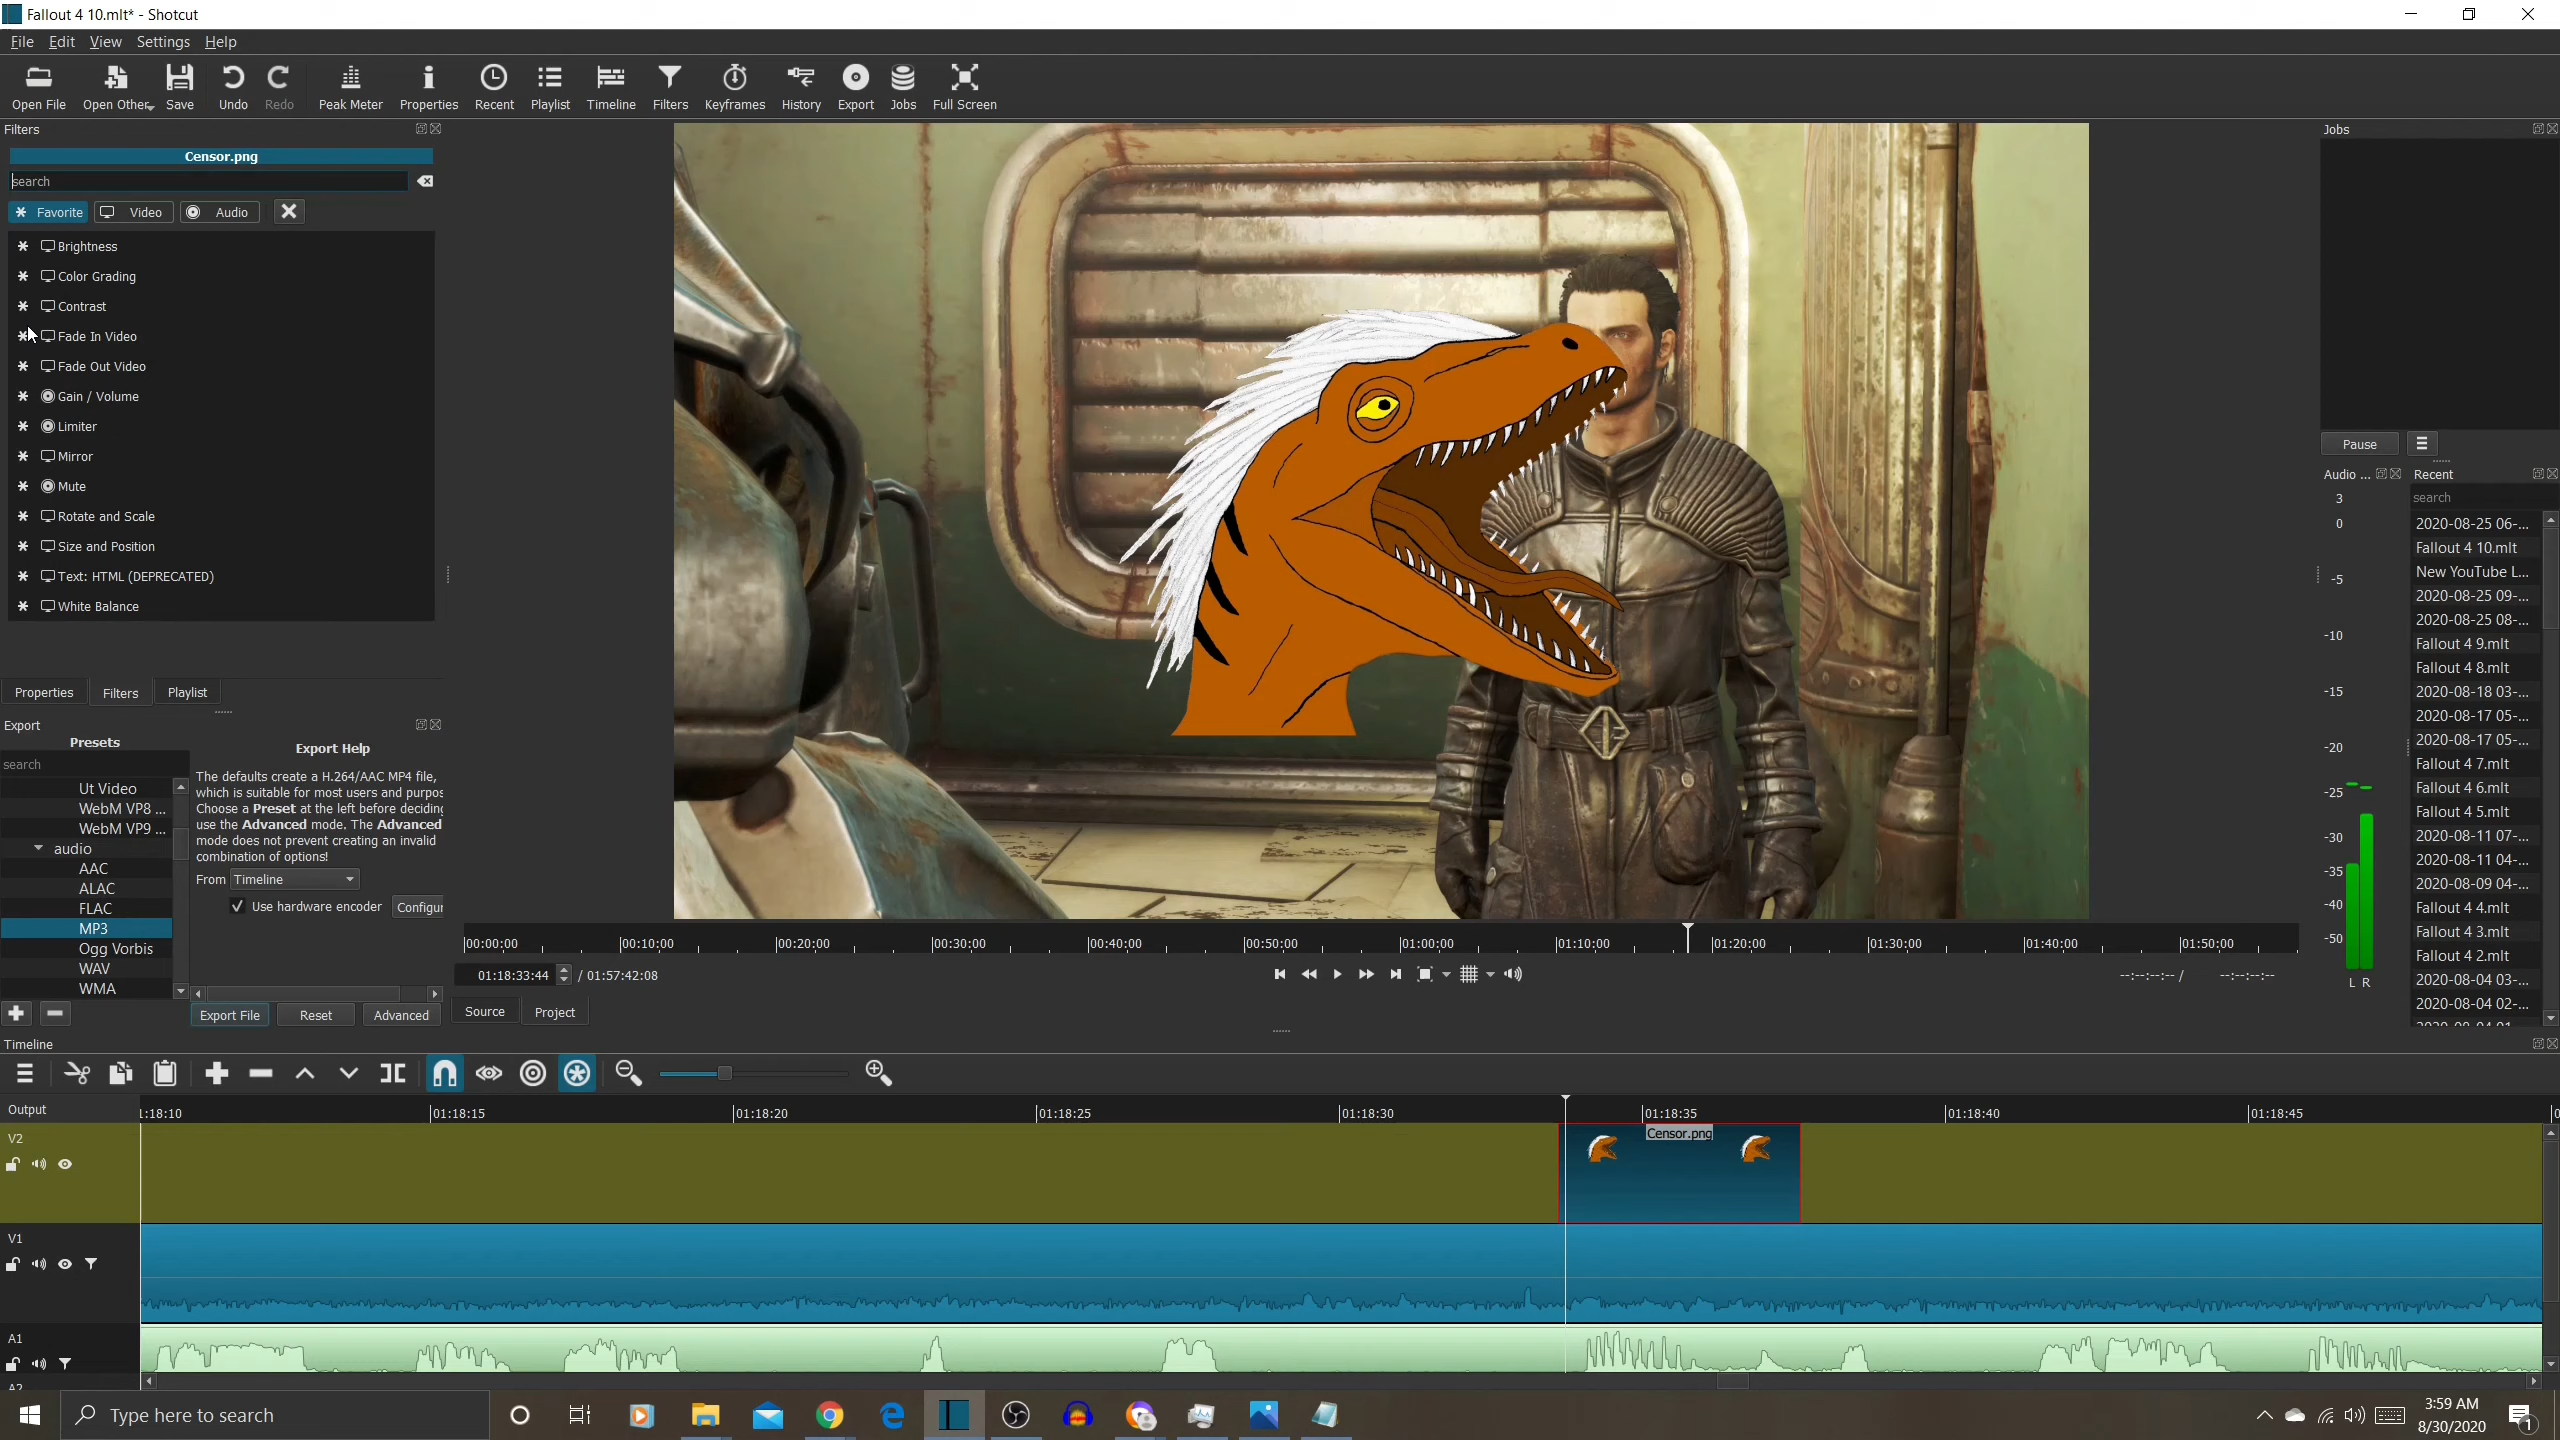 Fallout 4 10.mlt* - Shotcut
File Edit View Settings Help
Open File Open Other Save Undo Redo Peak Meter Properties Recent Playlist Timeline Filters Keyframes History Export Jobs Full Screen
Filters
Censor.png
search
Favorite Video Audio
Brightness
Color Grading
Contrast
Fade In Video
Fade Out Video
Gain / Volume
Limiter
Mirror
Mute
Rotate and Scale
Size and Position
Text: HTML (DEPRECATED)
White Balance
Properties Filters Playlist
Export
Presets
search
Ut Video
WebM VP8 ...
WebM VP9 ...
audio
AAC
ALAC
FLAC
MP3
Ogg Vorbis
WAV
WMA
Export Help
The defaults create a H.264/AAC MP4 file,
which is suitable for most users and purpos
Choose a Preset at the left before deciding
use the Advanced mode. The Advanced
mode does not prevent creating an invalid
combination of options!
From Timeline
Use hardware encoder Configur
Export File Reset Advanced
00:00:00 00:10:00 00:20:00 00:30:00 00:40:00 00:50:00 01:00:00 01:10:00 01:20:00 01:30:00 01:40:00 01:50:00
01:18:33:44 / 01:57:42:08
--:--:--:-- / --:--:--:--
Source Project
Jobs
Pause
Audio ...
3
0
-5
-10
-15
-20
-25
-30
-35
-40
-50
L R
Recent
search
2020-08-25 06-...
Fallout 4 10.mlt
New YouTube L...
2020-08-25 09-...
2020-08-25 08-...
Fallout 4 9.mlt
Fallout 4 8.mlt
2020-08-18 03-...
2020-08-17 05-...
2020-08-17 05-...
Fallout 4 7.mlt
Fallout 4 6.mlt
Fallout 4 5.mlt
2020-08-11 07-...
2020-08-11 04-...
2020-08-09 04-...
Fallout 4 4.mlt
Fallout 4 3.mlt
Fallout 4 2.mlt
2020-08-04 03-...
2020-08-04 02-...
Timeline
Output
1:18:10 01:18:15 01:18:20 01:18:25 01:18:30 01:18:35 01:18:40 01:18:45
V2
Censor.png
V1
A1
A2
Type here to search
3:59 AM
8/30/2020
1